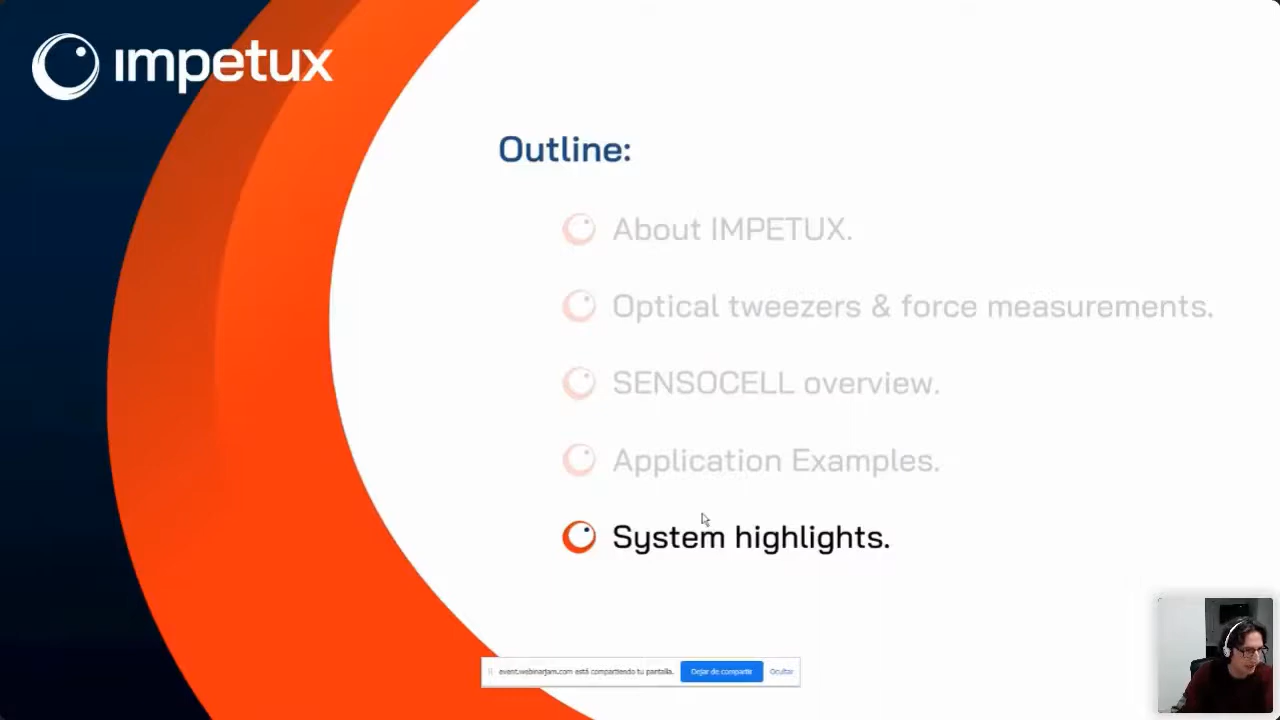 impetux
Outline:
About IMPETUX.
Optical tweezers & force measurements.
SENSOCELL overview.
Application Examples.
System highlights.
event.webinarjam.com está compartiendo tu pantalla. Dejar de compartir Ocultar